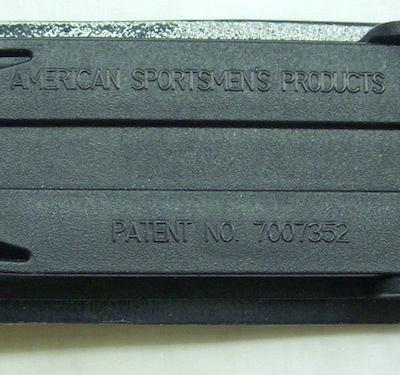 AMERICAN SPORTSMEN'S PRODUCTS
PATENT NO. 7007352